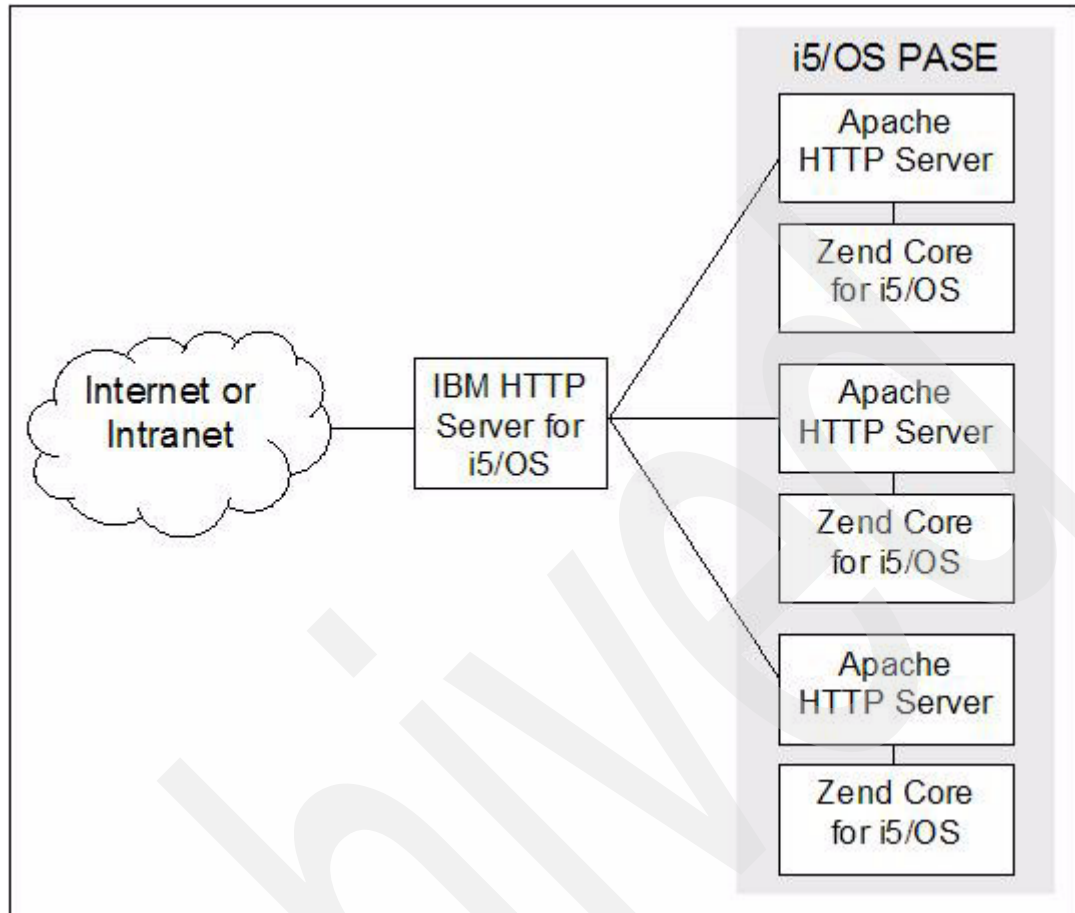 i5/OS PASE
Apache
HTTP Server
Zend Core
for i5/OS
Internet or
Intranet
IBM HTTP
Server for
i5/OS
Apache
HTTP Server
Zend Core
for i5/OS
Apache
HTTP Server
Zend Core
for i5/OS